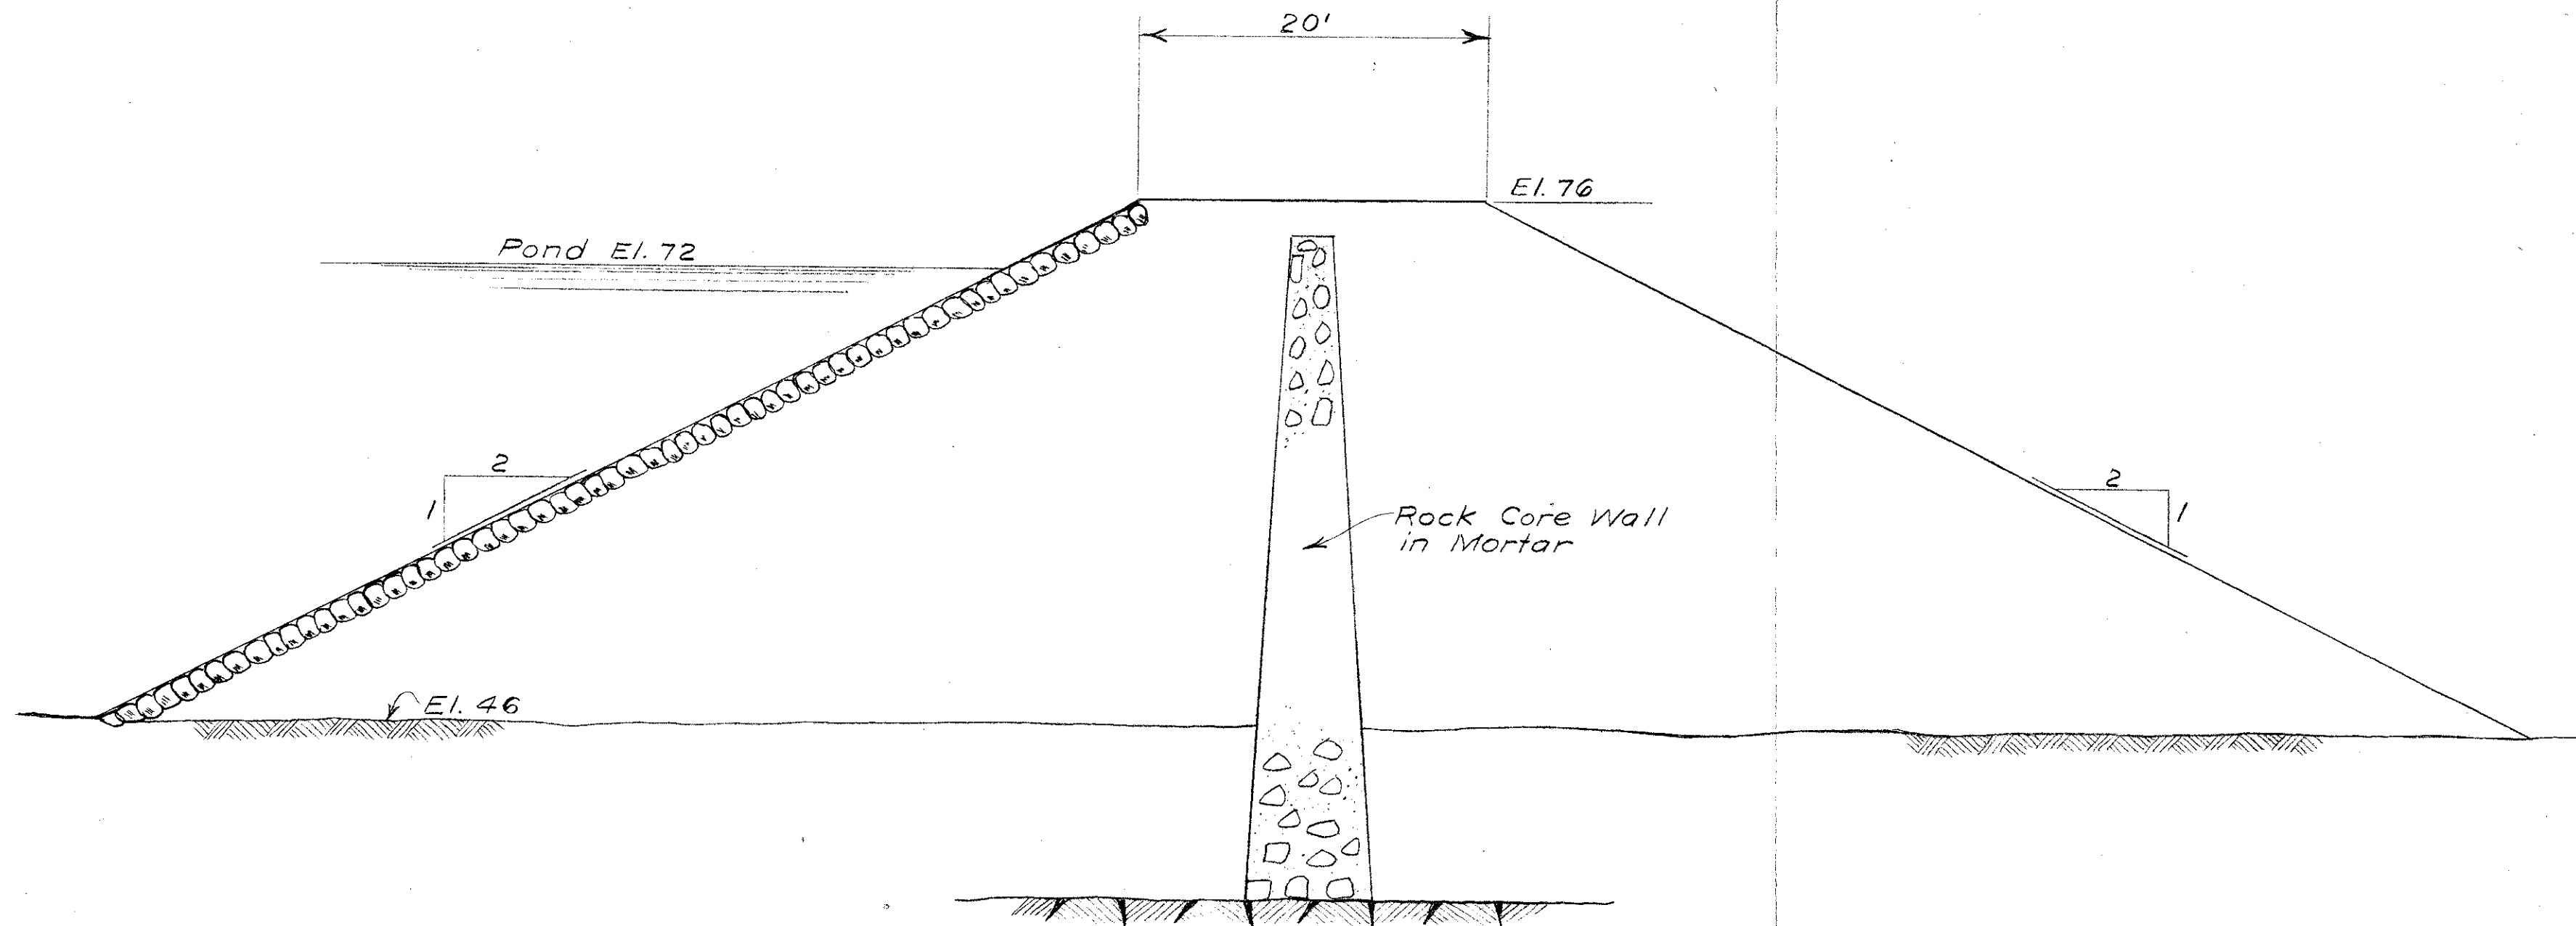 20'
El. 76
Pond El. 72
2
1
2
1
Rock Core Wall
in Mortar
El. 46